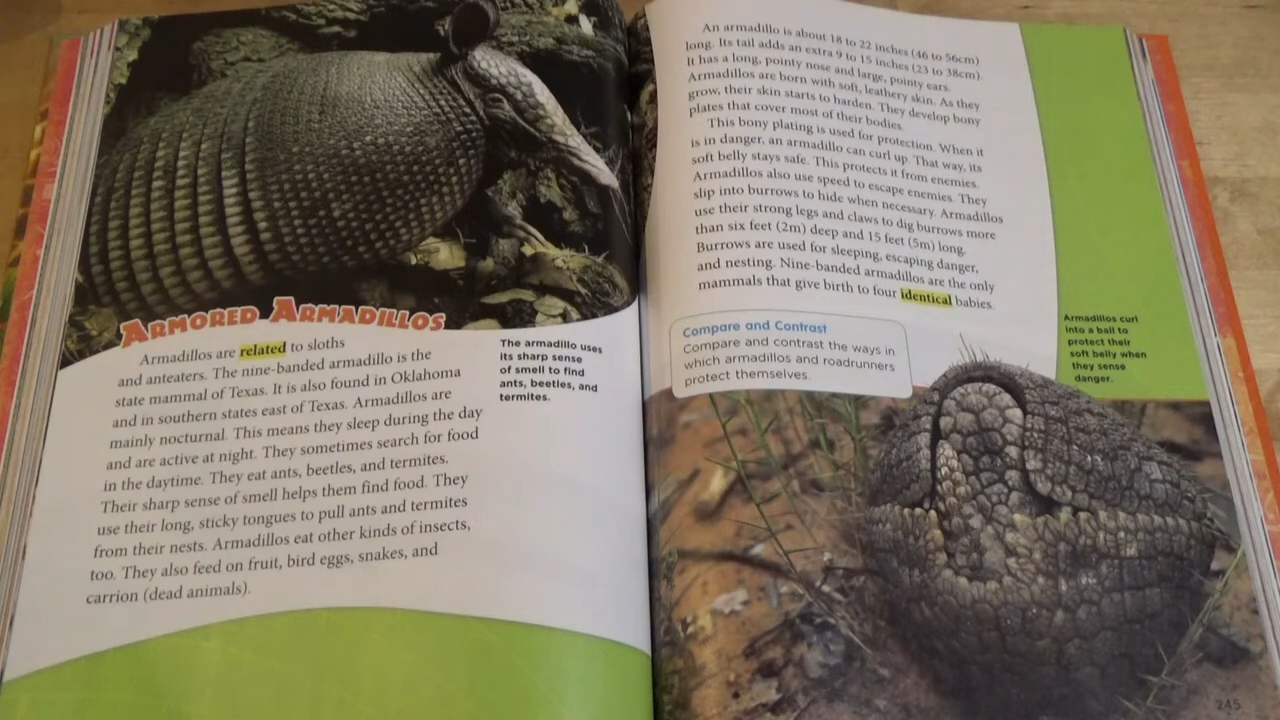 ARMORED ARMADILLOS
Armadillos are related to sloths
and anteaters. The nine-banded armadillo is the
state mammal of Texas. It is also found in Oklahoma
and in southern states east of Texas. Armadillos are
mainly nocturnal. This means they sleep during the day
and are active at night. They sometimes search for food
in the daytime. They eat ants, beetles, and termites.
Their sharp sense of smell helps them find food. They
use their long, sticky tongues to pull ants and termites
from their nests. Armadillos eat other kinds of insects,
too. They also feed on fruit, bird eggs, snakes, and
carrion (dead animals).
The armadillo uses
its sharp sense
of smell to find
ants, beetles, and
termites.
An armadillo is about 18 to 22 inches (46 to 56cm)
long. Its tail adds an extra 9 to 15 inches (23 to 38cm).
It has a long, pointy nose and large, pointy ears.
Armadillos are born with soft, leathery skin. As they
grow, their skin starts to harden. They develop bony
plates that cover most of their bodies.
This bony plating is used for protection. When it
is in danger, an armadillo can curl up. That way, its
soft belly stays safe. This protects it from enemies.
Armadillos also use speed to escape enemies. They
slip into burrows to hide when necessary. Armadillos
use their strong legs and claws to dig burrows more
than six feet (2m) deep and 15 feet (5m) long.
Burrows are used for sleeping, escaping danger,
and nesting. Nine-banded armadillos are the only
mammals that give birth to four identical babies.
Compare and Contrast
Compare and contrast the ways in
which armadillos and roadrunners
protect themselves.
Armadillos curl
into a ball to
protect their
soft belly when
they sense
danger.
245